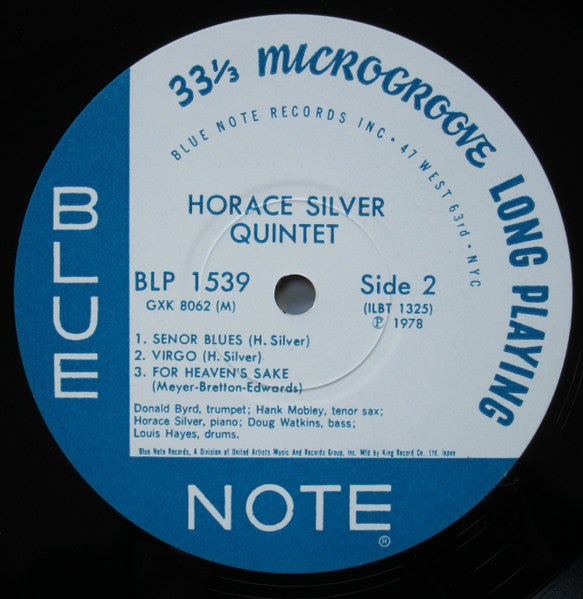 33⅓ MICROGROOVE LONG PLAYING
BLUE NOTE RECORDS INC • 47 WEST 63rd • NYC
HORACE SILVER
QUINTET
BLP 1539
Side 2
GXK 8062 (M)
(ILBT 1325)
℗ 1978
1. SENOR BLUES (H. Silver)
2. VIRGO (H. Silver)
3. FOR HEAVEN'S SAKE
(Meyer-Bretton-Edwards)
Donald Byrd, trumpet; Hank Mobley, tenor sax;
Horace Silver, piano; Doug Watkins, bass;
Louis Hayes, drums.
Blue Note Records, A Division of United Artists Music And Records Group, Inc. Mfd by King Record Co., Ltd. Japan
BLUE
NOTE®